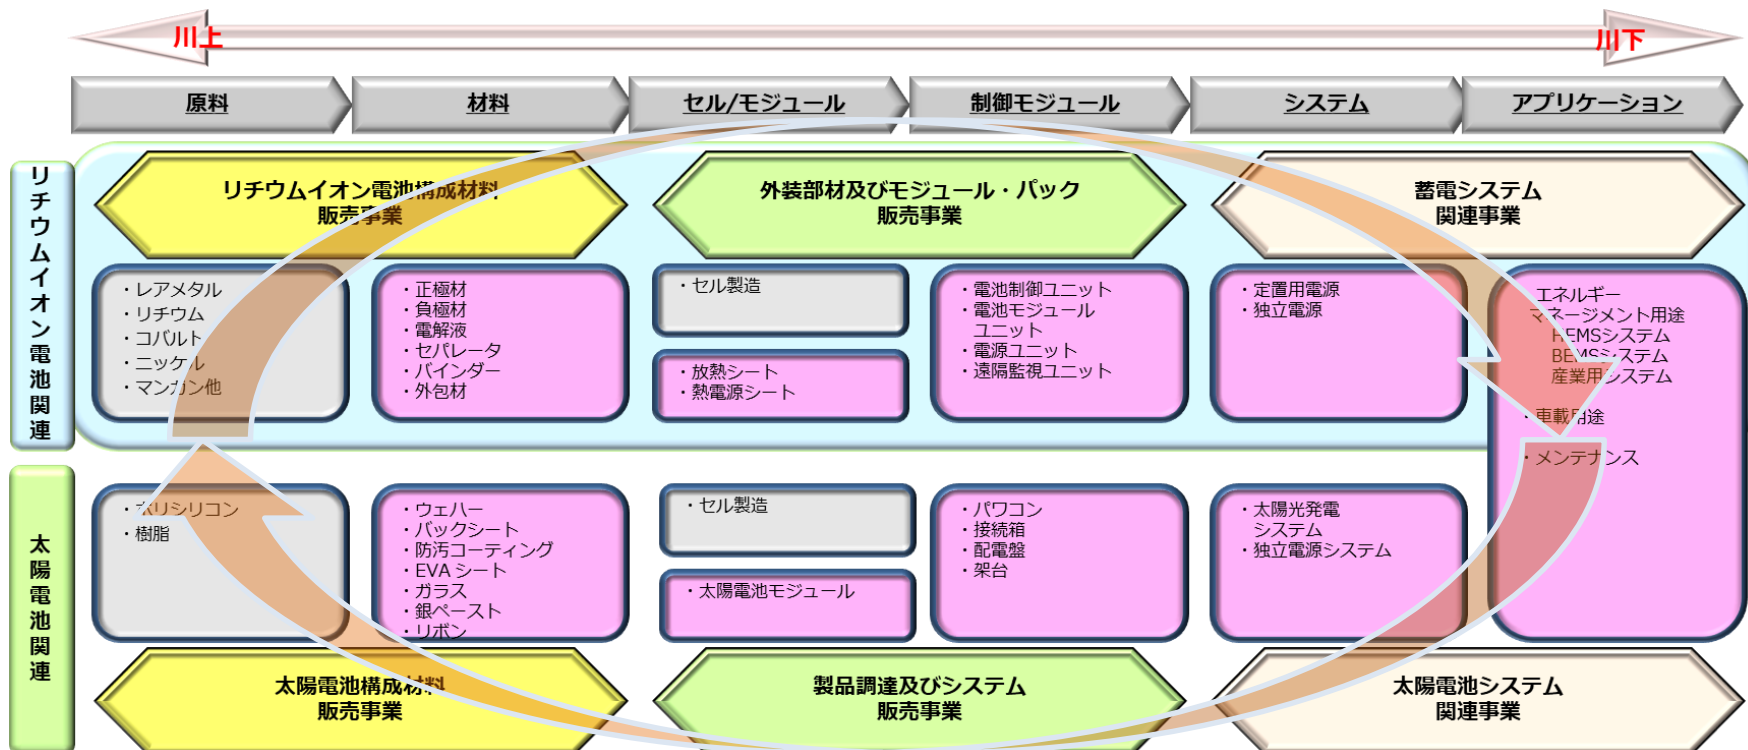 川上
川下
原料
材料
セル/モジュール
制御モジュール
システム
アプリケーション
リチウムイオン電池関連
リチウムイオン電池構成材料
販売事業
外装部材及びモジュール・パック
販売事業
蓄電システム
関連事業
・レアメタル
・リチウム
・コバルト
・ニッケル
・マンガン他
・正極材
・負極材
・電解液
・セパレータ
・バインダー
・外包材
・セル製造
・放熱シート
・熱電源シート
・電池制御ユニット
・電池モジュール
ユニット
・電源ユニット
・遠隔監視ユニット
・定置用電源
・独立電源
エネルギー
マネージメント用途
HEMSシステム
BEMSシステム
産業用システム
・車載用途
・メンテナンス
太陽電池関連
・ポリシリコン
・樹脂
・ウェハー
・バックシート
・防汚コーティング
・EVA シート
・ガラス
・銀ペースト
・リボン
・セル製造
・太陽電池モジュール
・パワコン
・接続箱
・配電盤
・架台
・太陽光発電
システム
・独立電源システム
太陽電池構成材料
販売事業
製品調達及びシステム
販売事業
太陽電池システム
関連事業